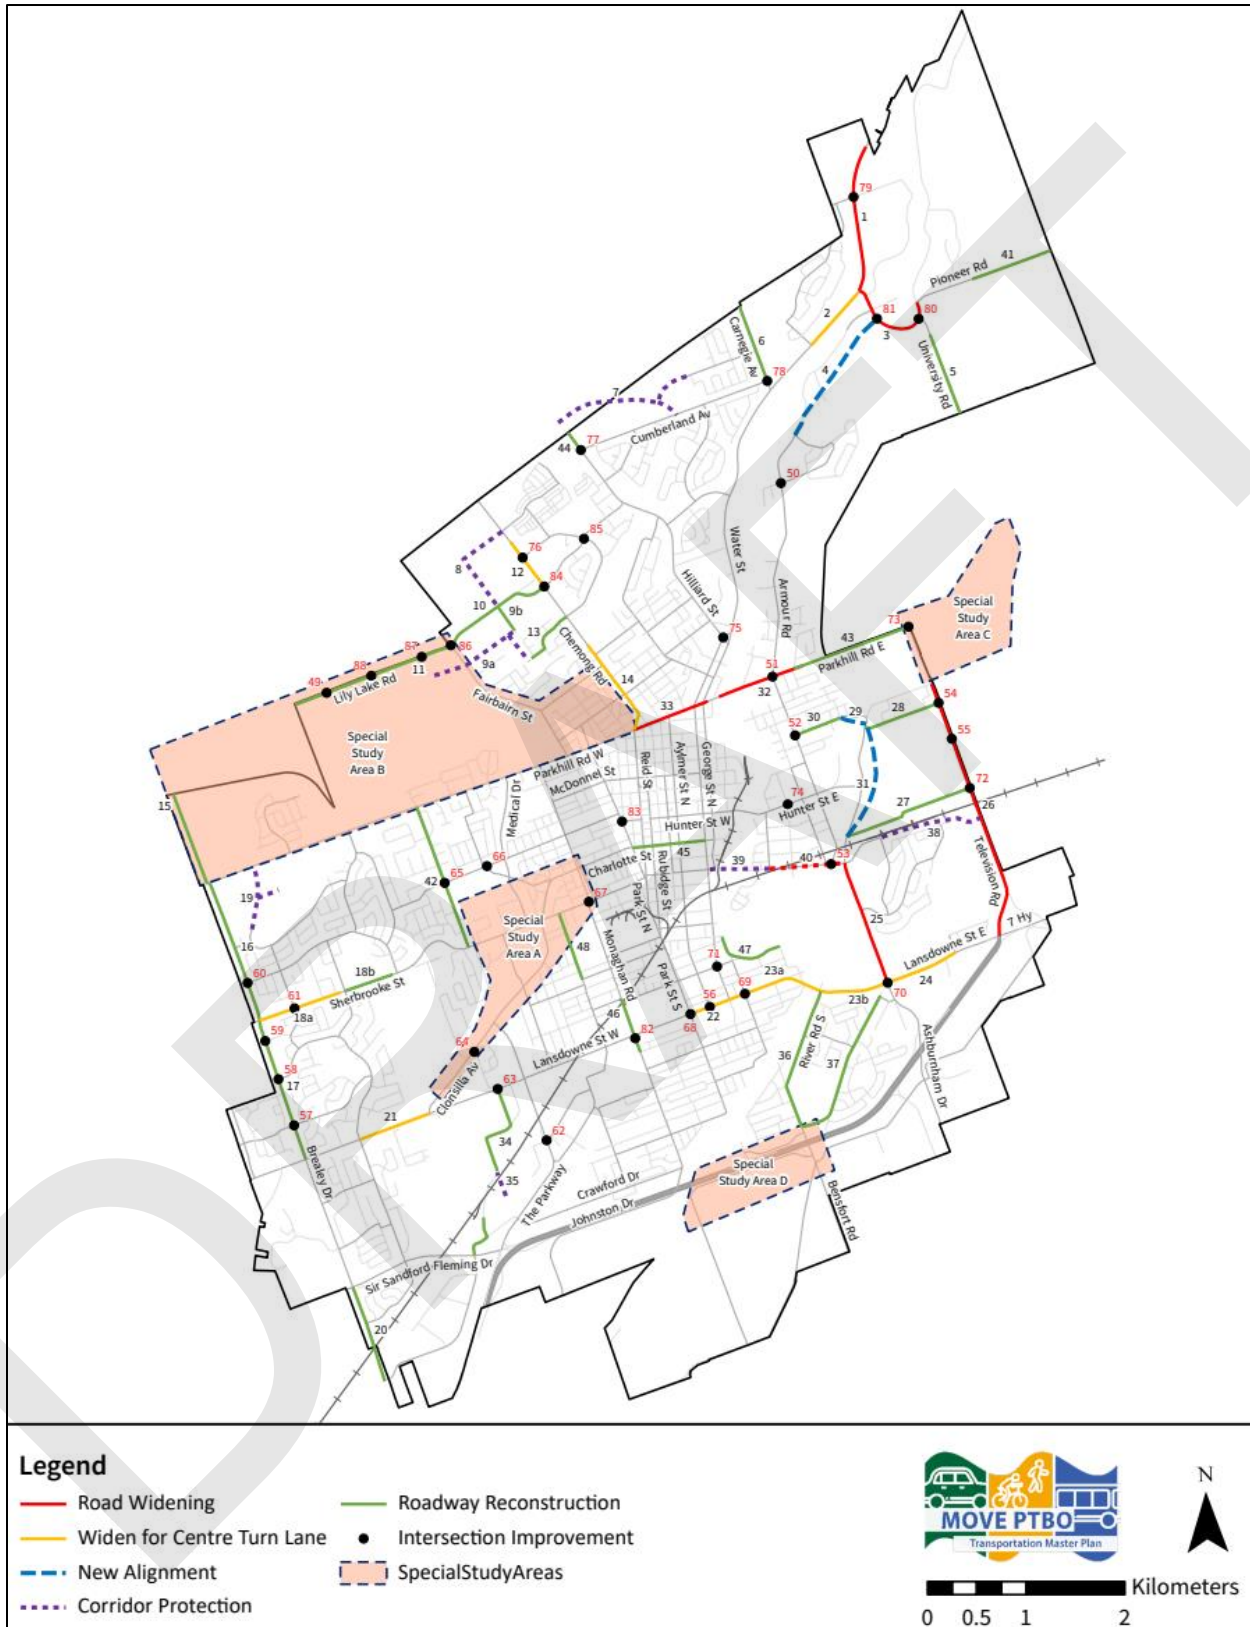 79
1
Pioneer Rd
41
81
80
3
2
Carnegie Av
6
4
University Rd
5
78
7
Cumberland Av
77
44
50
85
76
12
8
84
Water St
10
9b
Hilliard St
Armour Rd
13
Chemong Rd
75
73
Special
Study
Area C
43
Parkhill Rd E
87
86
88
11
9a
51
49
Lily Lake Rd
14
32
Fairbairn St
33
54
52
30
29
28
55
Special
Study
Area B
Parkhill Rd W
McDonnel St
Reid St
Aylmer St N
George St N
Medical Dr
15
83
74
Hunter St E
31
72
27
26
Hunter St W
38
45
Charlotte St
39
40
53
Television Rd
66
65
42
67
Rubidge St
Park St N
19
Special
Study
Area A
48
Monaghan Rd
25
16
7 Hy
Lansdowne St E
24
60
18b
Sherbrooke St
61
18a
71
47
23a
69
23b
70
Park St S
56
22
68
59
46
82
Lansdowne St W
River Rd S
36
37
Ashburnham Dr
58
17
64
Clonsilla Av
63
57
21
34
62
35
Brealey Dr
The Parkway
Crawford Dr
Johnston Dr
Special
Study Area D
Bensfort Rd
Sir Sandford Fleming Dr
20
DRAFT
Legend
Road Widening
Widen for Centre Turn Lane
New Alignment
Corridor Protection
Roadway Reconstruction
Intersection Improvement
SpecialStudyAreas
MOVE PTBO
Transportation Master Plan
N
Kilometers
0 0.5 1 2